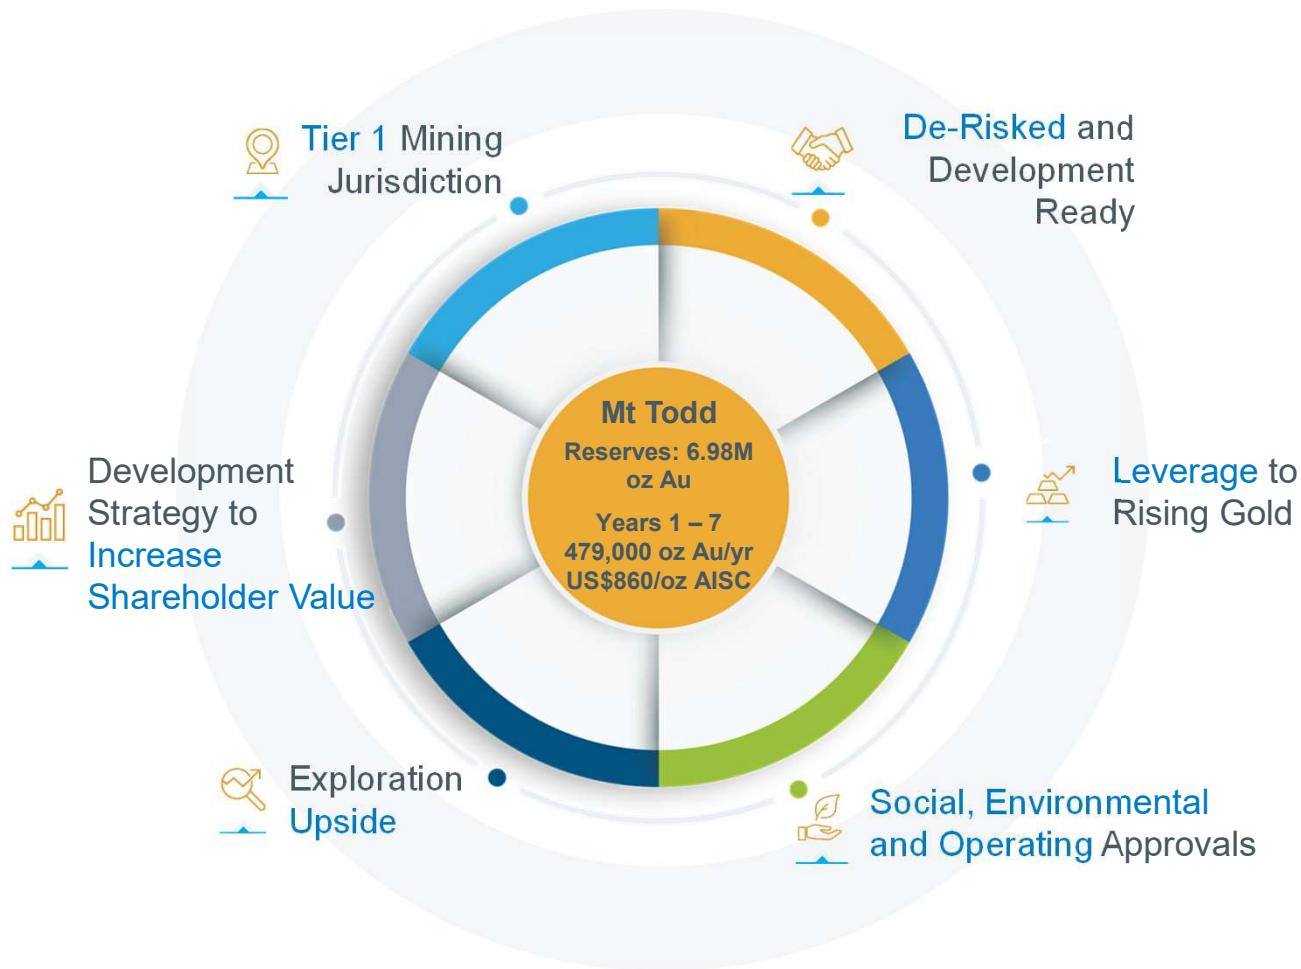 Tier 1 Mining
Jurisdiction
De-Risked and
Development
Ready
Mt Todd
Reserves: 6.98M
oz Au
Years 1 – 7
479,000 oz Au/yr
US$860/oz AISC
Development
Strategy to
Increase
Shareholder Value
Leverage to
Rising Gold
Exploration
Upside
Social, Environmental
and Operating Approvals